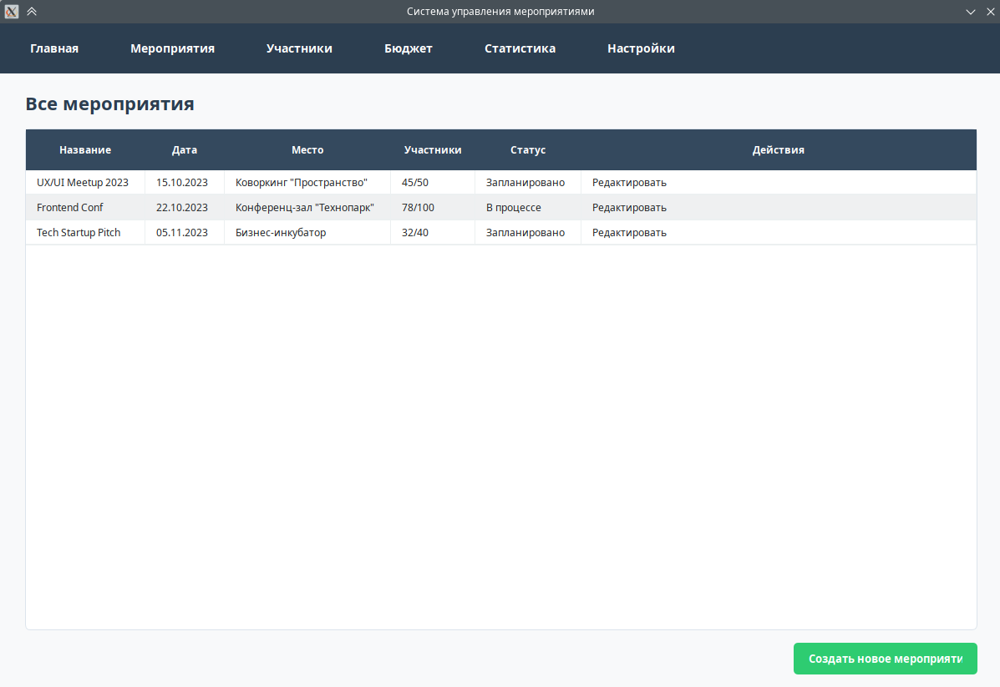 Система управления мероприятиями
Главная Мероприятия Участники Бюджет Статистика Настройки
Все мероприятия
Название Дата Место Участники Статус Действия
UX/UI Meetup 2023 15.10.2023 Коворкинг "Пространство" 45/50 Запланировано Редактировать
Frontend Conf 22.10.2023 Конференц-зал "Технопарк" 78/100 В процессе Редактировать
Tech Startup Pitch 05.11.2023 Бизнес-инкубатор 32/40 Запланировано Редактировать
Создать новое мероприяти